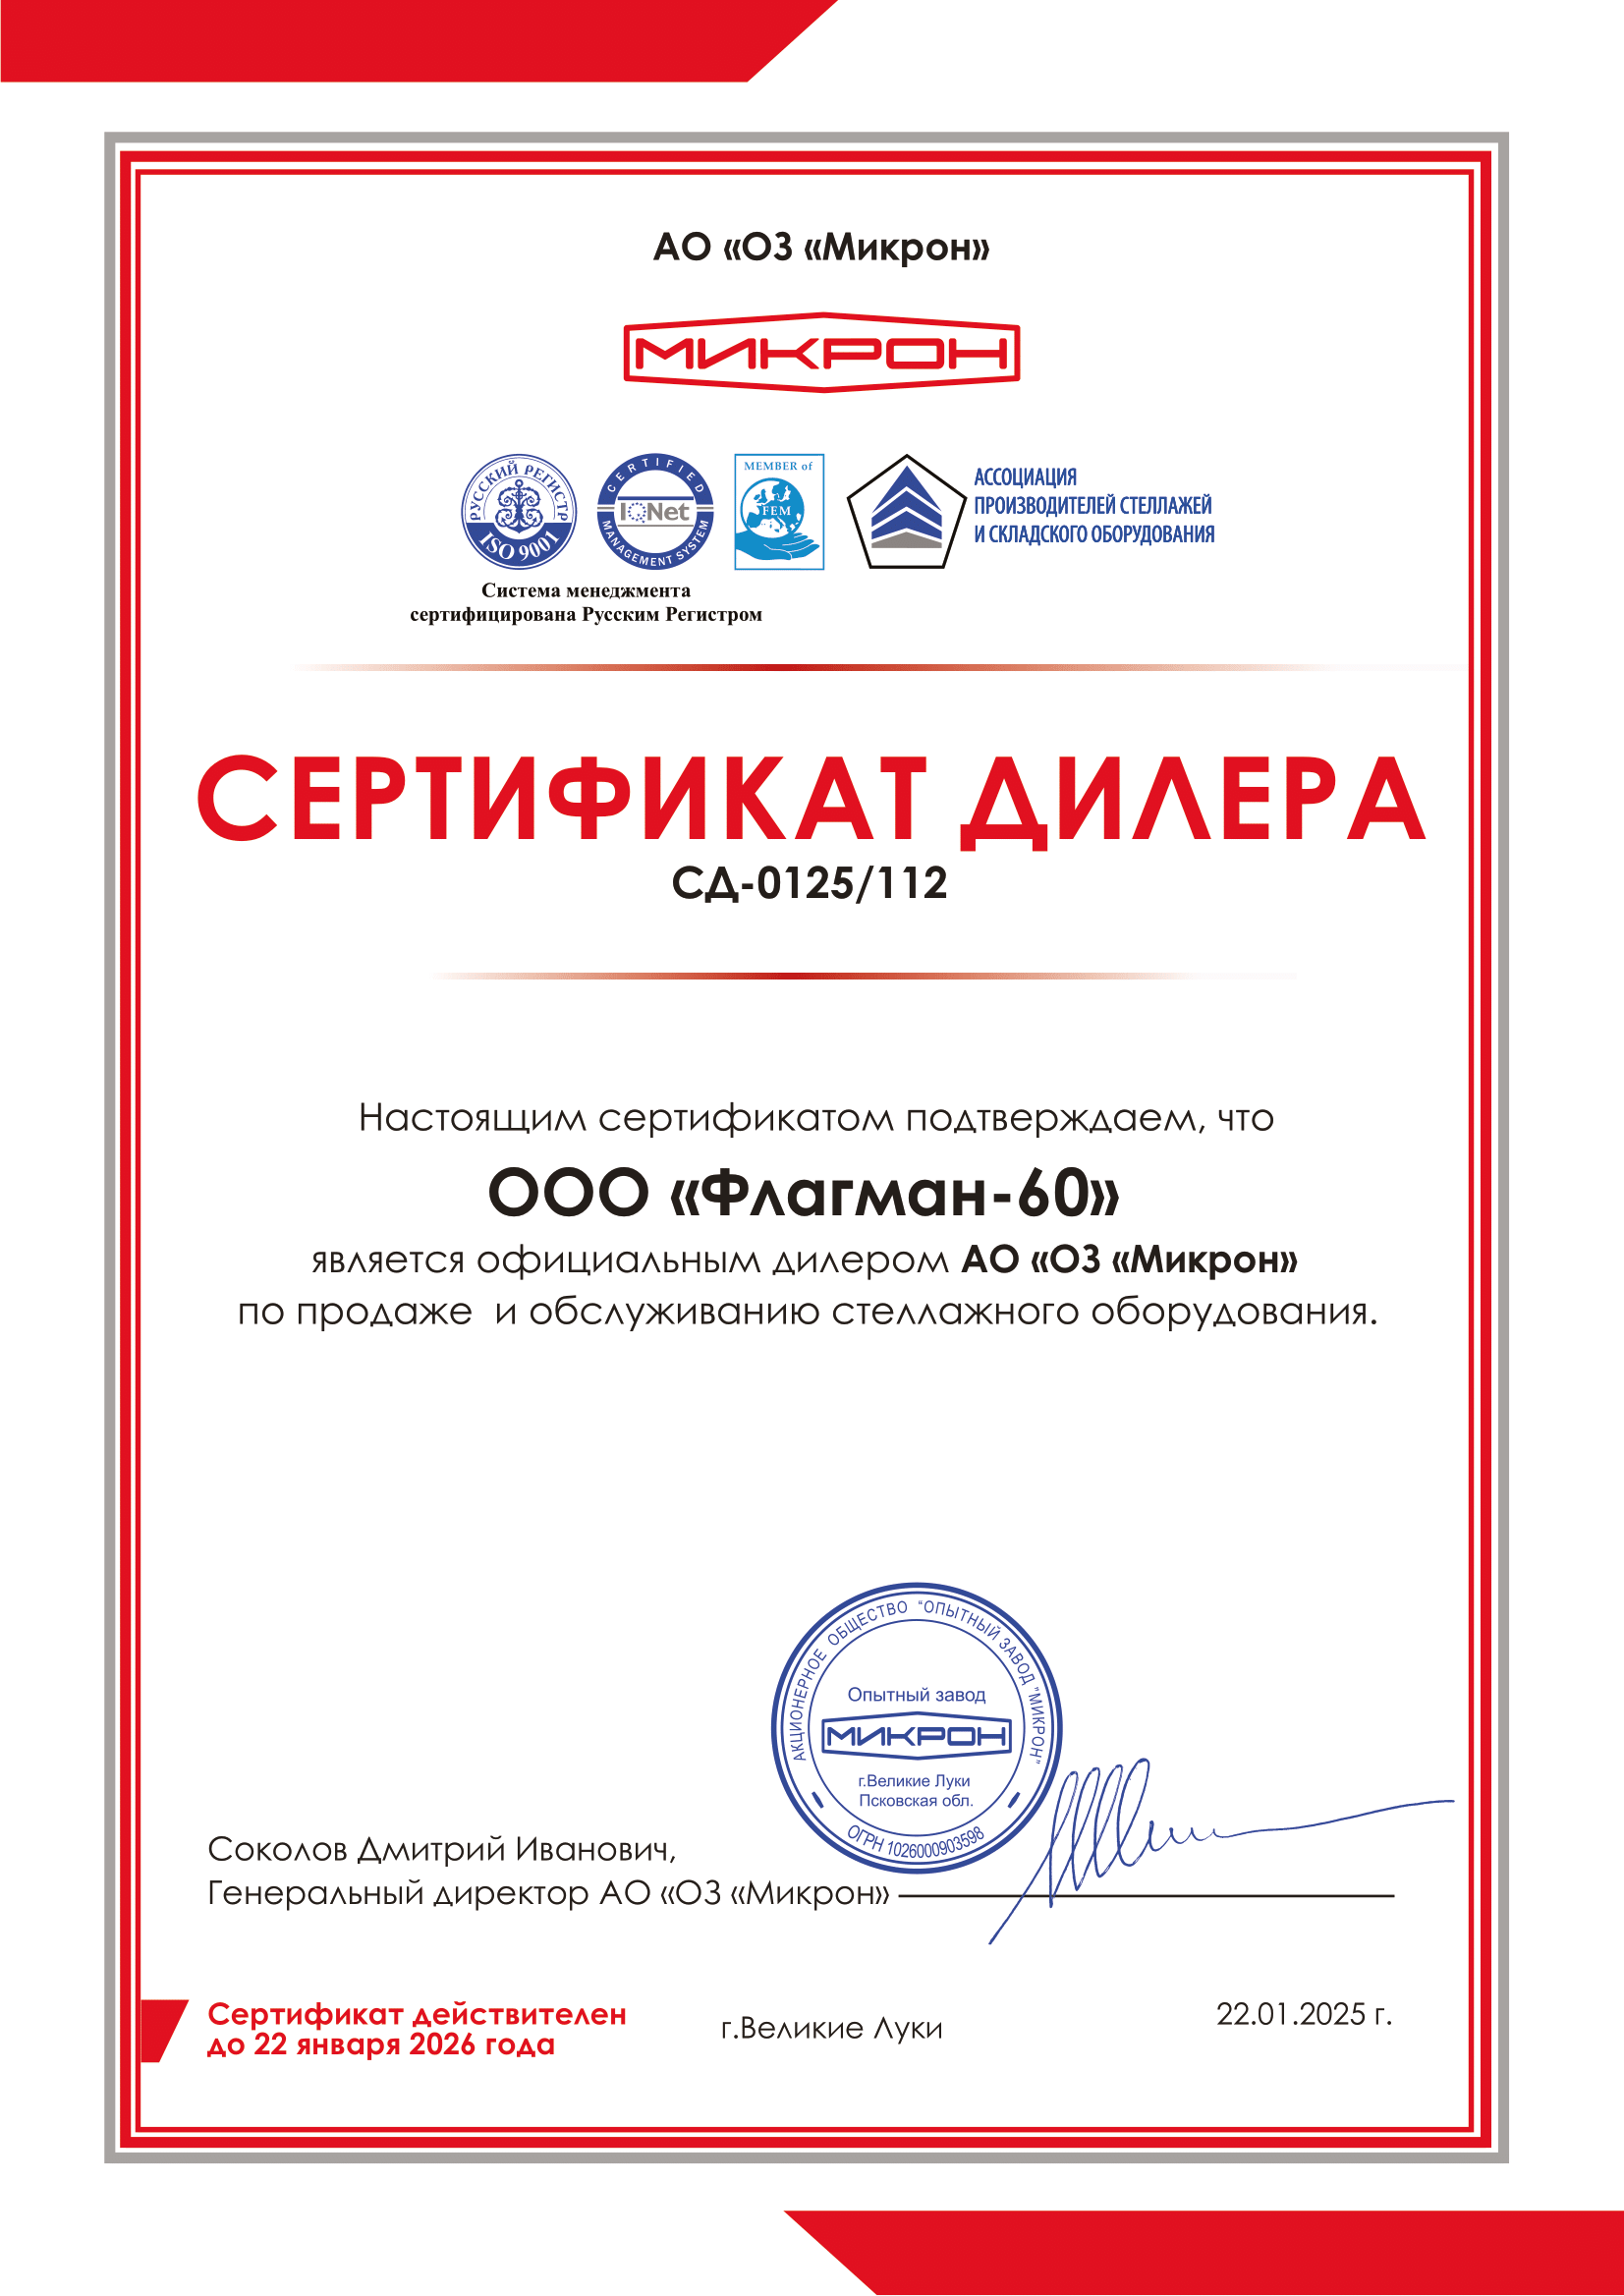 АО «ОЗ «Микрон»
МИКРОН
РУССКИЙ РЕГИСТР
ISO 9001
CERTIFIED
IQNet
MANAGEMENT SYSTEM
MEMBER of
FEM
АССОЦИАЦИЯ
ПРОИЗВОДИТЕЛЕЙ СТЕЛЛАЖЕЙ
И СКЛАДСКОГО ОБОРУДОВАНИЯ
Система менеджмента
сертифицирована Русским Регистром
СЕРТИФИКАТ ДИЛЕРА
СД-0125/112
Настоящим сертификатом подтверждаем, что
ООО «Флагман-60»
является официальным дилером АО «ОЗ «Микрон»
по продаже и обслуживанию стеллажного оборудования.
АКЦИОНЕРНОЕ ОБЩЕСТВО "ОПЫТНЫЙ ЗАВОД "МИКРОН"
Опытный завод
МИКРОН
г.Великие Луки
Псковская обл.
ОГРН 1026000903598
Соколов Дмитрий Иванович,
Генеральный директор АО «ОЗ «Микрон»
Сертификат действителен
до 22 января 2026 года
г.Великие Луки
22.01.2025 г.